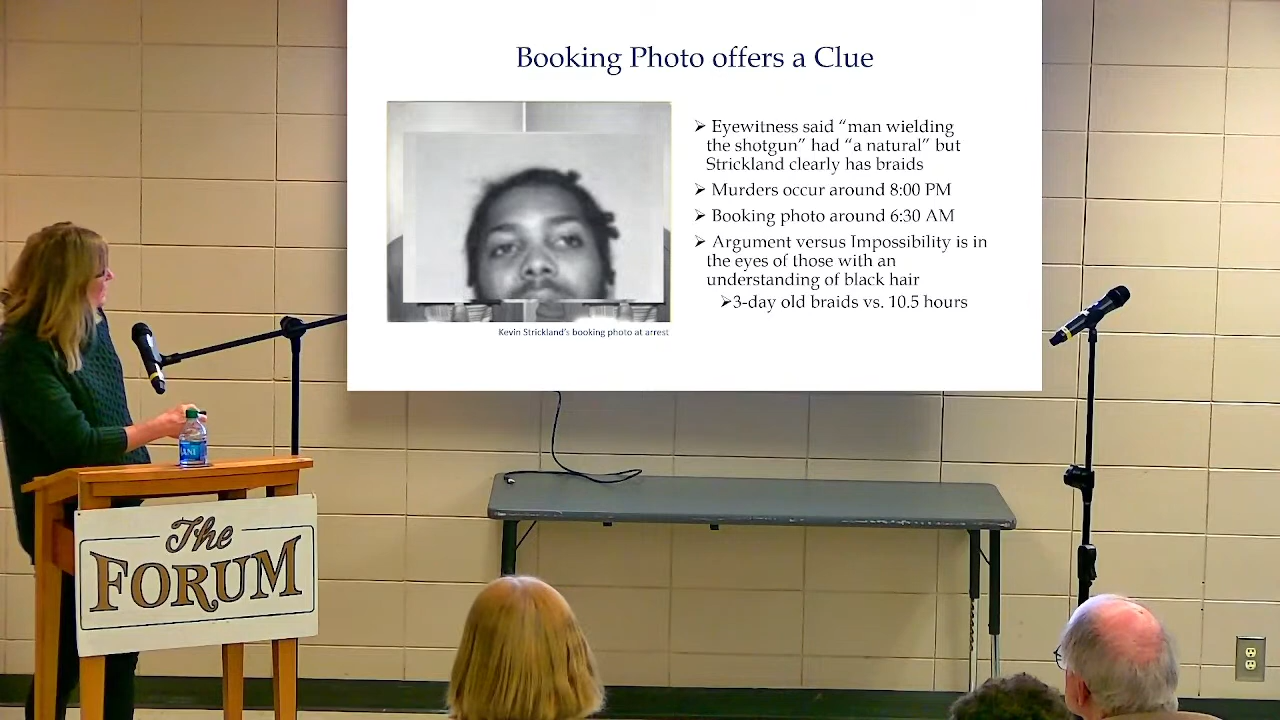 Booking Photo offers a Clue
➢ Eyewitness said “man wielding
the shotgun” had “a natural” but
Strickland clearly has braids
➢ Murders occur around 8:00 PM
➢ Booking photo around 6:30 AM
➢ Argument versus Impossibility is in
the eyes of those with an
understanding of black hair
➢3-day old braids vs. 10.5 hours
Kevin Strickland's booking photo at arrest
The
FORUM